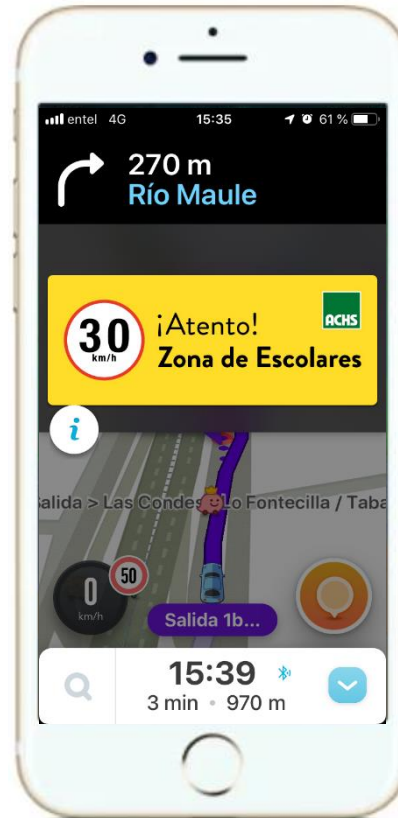 entel 4G 15:35 61 %
270 m
Río Maule
30
km/h
¡Atento!
Zona de Escolares
ACHS
i
Salida > Las Condes Lo Fontecilla / Taba
50
0
km/h
Salida 1b...
15:39
3 min • 970 m